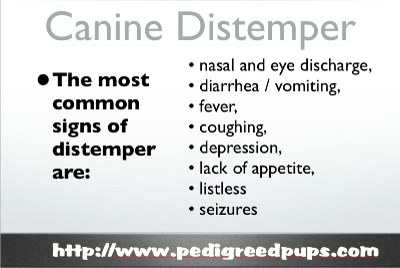 Canine Distemper
• The most
common
signs of
distemper
are:
• nasal and eye discharge,
• diarrhea / vomiting,
• fever,
• coughing,
• depression,
• lack of appetite,
• listless
• seizures
http://www.pedigreedpups.com